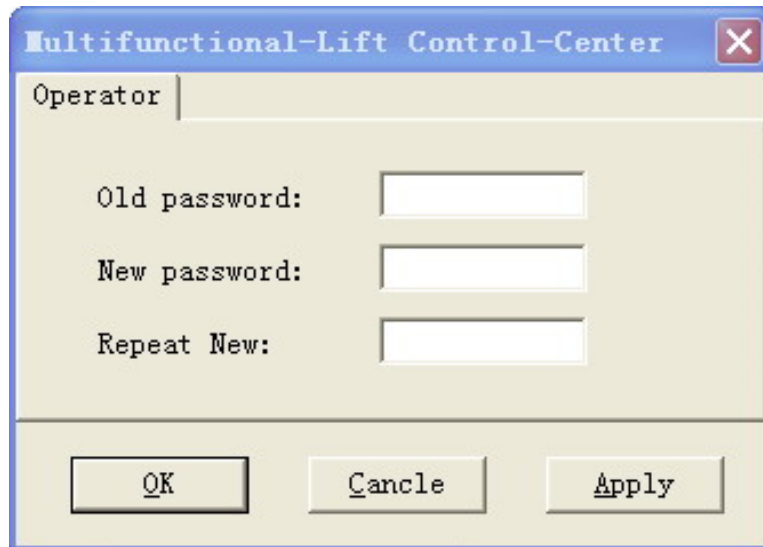 Multifunctional-Lift Control-Center
Operator
Old password:
New password:
Repeat New:
OK Cancle Apply